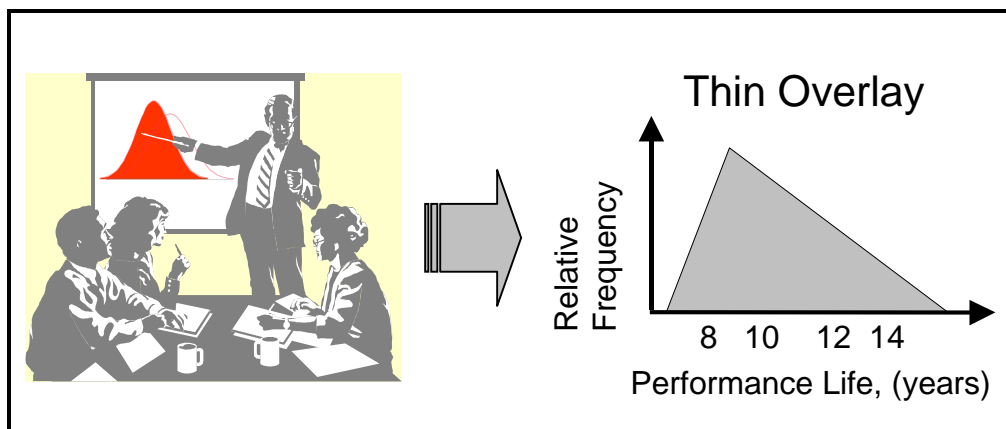 Thin Overlay
Relative
Frequency
8 10 12 14
Performance Life, (years)